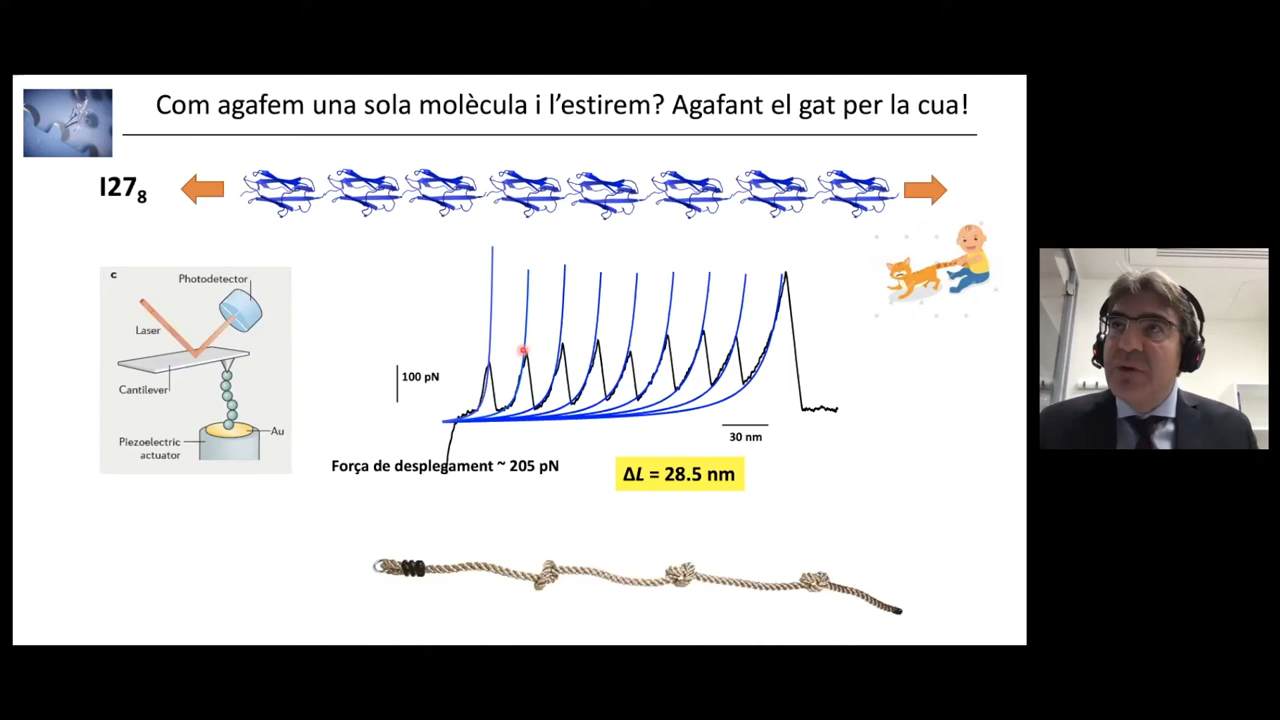 Com agafem una sola molècula i l’estirem? Agafant el gat per la cua!
I27₈
c
Photodetector
Laser
Cantilever
Au
Piezoelectric
actuator
100 pN
30 nm
Força de desplegament ~ 205 pN
ΔL = 28.5 nm